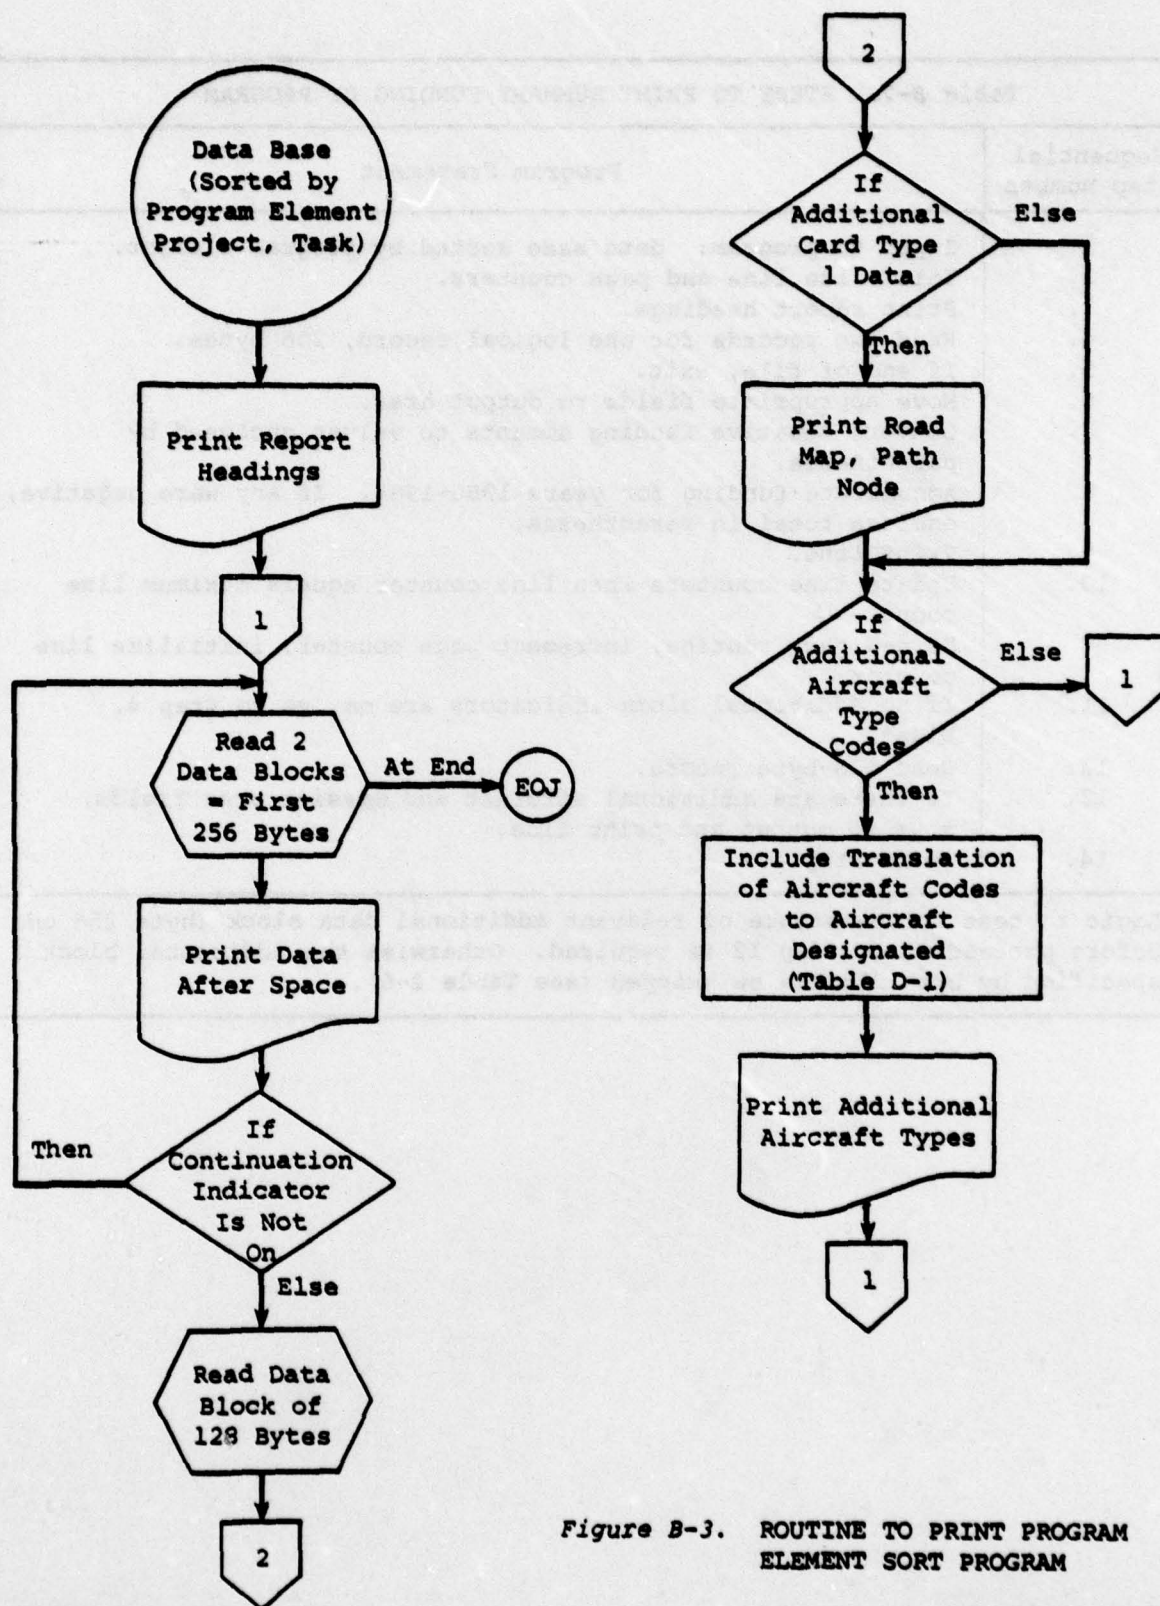 Data Base
(Sorted by
Program Element
Project, Task)
Print Report
Headings
1
Read 2
Data Blocks
= First
256 Bytes
At End
EOJ
Print Data
After Space
If
Continuation
Indicator
Is Not
On
Then
Else
Read Data
Block of
128 Bytes
2
2
If
Additional
Card Type
1 Data
Else
Then
Print Road
Map, Path
Node
If
Additional
Aircraft
Type
Codes
Else
1
Then
Include Translation
of Aircraft Codes
to Aircraft
Designated
(Table D-1)
Print Additional
Aircraft Types
1
Figure B-3. ROUTINE TO PRINT PROGRAM
ELEMENT SORT PROGRAM